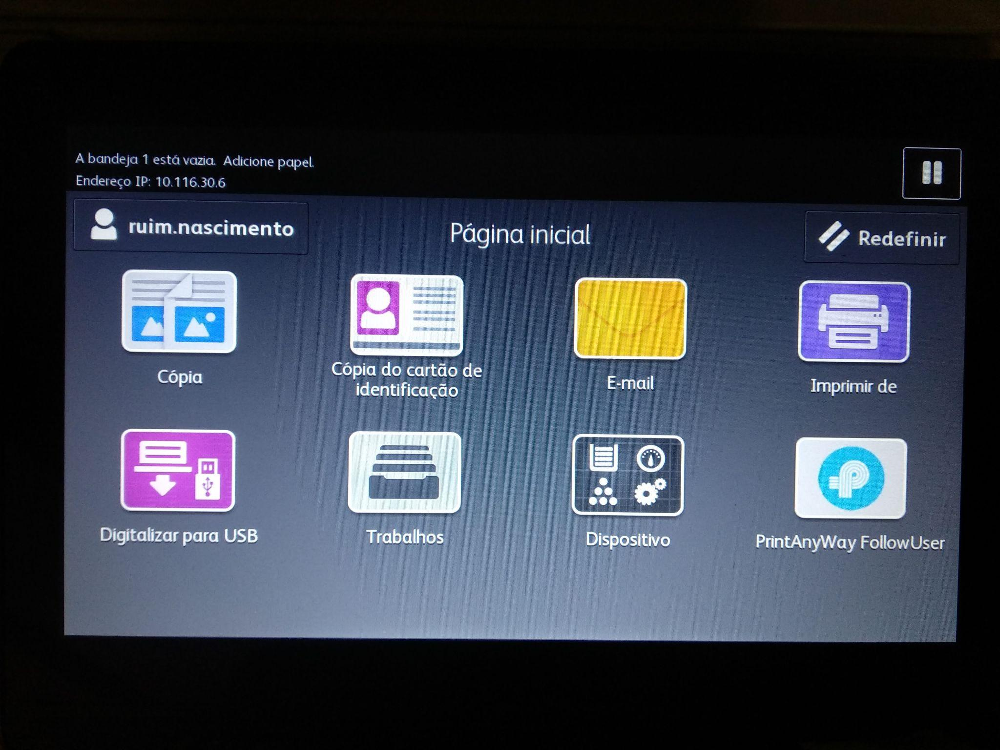 A bandeja 1 está vazia. Adicione papel.
Endereço IP: 10.116.30.6
ruim.nascimento
Página inicial
Redefinir
Cópia
Cópia do cartão de
identificação
E-mail
Imprimir de
Digitalizar para USB
Trabalhos
Dispositivo
PrintAnyWay FollowUser